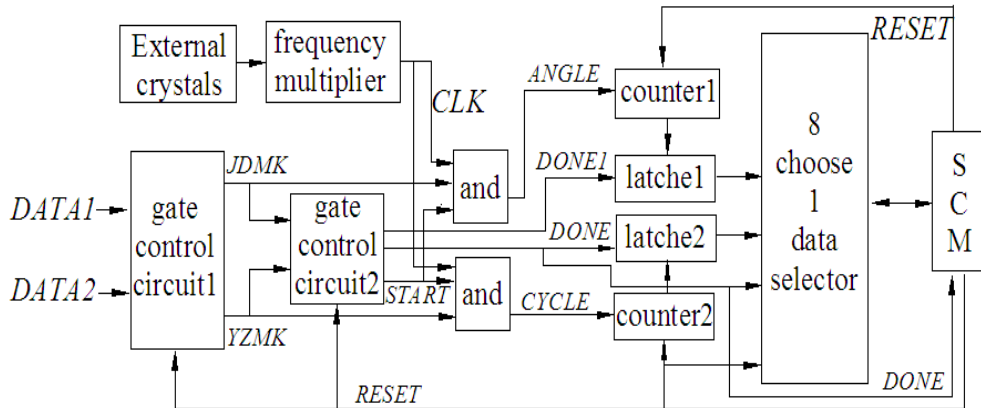 External
crystals
frequency
multiplier
CLK
ANGLE
counter1
RESET
8
choose
1
data
selector
S
C
M
DATA1
DATA2
gate
control
circuit1
JDMK
YZMK
gate
control
circuit2
START
and
and
DONE1
latche1
DONE
latche2
CYCLE
counter2
RESET
DONE